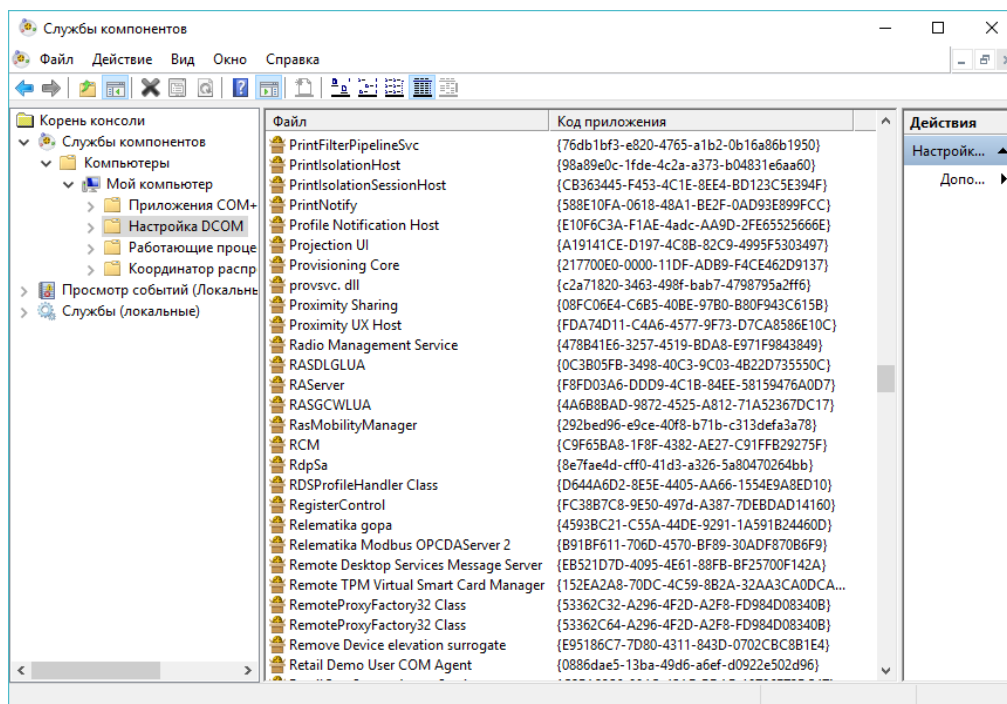 Службы компонентов
Файл Действие Вид Окно Справка
Корень консоли
Службы компонентов
Компьютеры
Мой компьютер
Приложения COM+
Настройка DCOM
Работающие проце
Координатор распр
Просмотр событий (Локальнь
Службы (локальные)
Файл Код приложения
PrintFilterPipelineSvc {76db1bf3-e820-4765-a1b2-0b16a86b1950}
PrintIsolationHost {98a89e0c-1fde-4c2a-a373-b04831e6aa60}
PrintIsolationSessionHost {CB363445-F453-4C1E-8EE4-BD123C5E394F}
PrintNotify {588E10FA-0618-48A1-BE2F-0AD93E899FCC}
Profile Notification Host {E10F6C3A-F1AE-4adc-AA9D-2FE65525666E}
Projection UI {A19141CE-D197-4C8B-82C9-4995F5303497}
Provisioning Core {217700E0-0000-11DF-ADB9-F4CE462D9137}
provsvc. dll {c2a71820-3463-498f-bab7-4798795a2ff6}
Proximity Sharing {08FC06E4-C6B5-40BE-97B0-B80F943C615B}
Proximity UX Host {FDA74D11-C4A6-4577-9F73-D7CA8586E10C}
Radio Management Service {478B41E6-3257-4519-BDA8-E971F9843849}
RASDLGLUA {0C3B05FB-3498-40C3-9C03-4B22D735550C}
RAServer {F8FD03A6-DDD9-4C1B-84EE-58159476A0D7}
RASGCWLUA {4A6B8BAD-9872-4525-A812-71A52367DC17}
RasMobilityManager {292bed96-e9ce-40f8-b71b-c313defa3a78}
RCM {C9F65BA8-1F8F-4382-AE27-C91FFB29275F}
RdpSa {8e7fae4d-cff0-41d3-a326-5a80470264bb}
RDSProfileHandler Class {D644A6D2-8E5E-4405-AA66-1554E9A8ED10}
RegisterControl {FC38B7C8-9E50-497d-A387-7DEBDAD14160}
Relematika gopa {4593BC21-C55A-44DE-9291-1A591B24460D}
Relematika Modbus OPCDAServer 2 {B91BF611-706D-4570-BF89-30ADF870B6F9}
Remote Desktop Services Message Server {EB521D7D-4095-4E61-88FB-BF25700F142A}
Remote TPM Virtual Smart Card Manager {152EA2A8-70DC-4C59-8B2A-32AA3CA0DCA...
RemoteProxyFactory32 Class {53362C32-A296-4F2D-A2F8-FD984D08340B}
RemoteProxyFactory32 Class {53362C64-A296-4F2D-A2F8-FD984D08340B}
Remove Device elevation surrogate {E95186C7-7D80-4311-843D-0702CBC8B1E4}
Retail Demo User COM Agent {0886dae5-13ba-49d6-a6ef-d0922e502d96}
Действия
Настройк...
Допо...